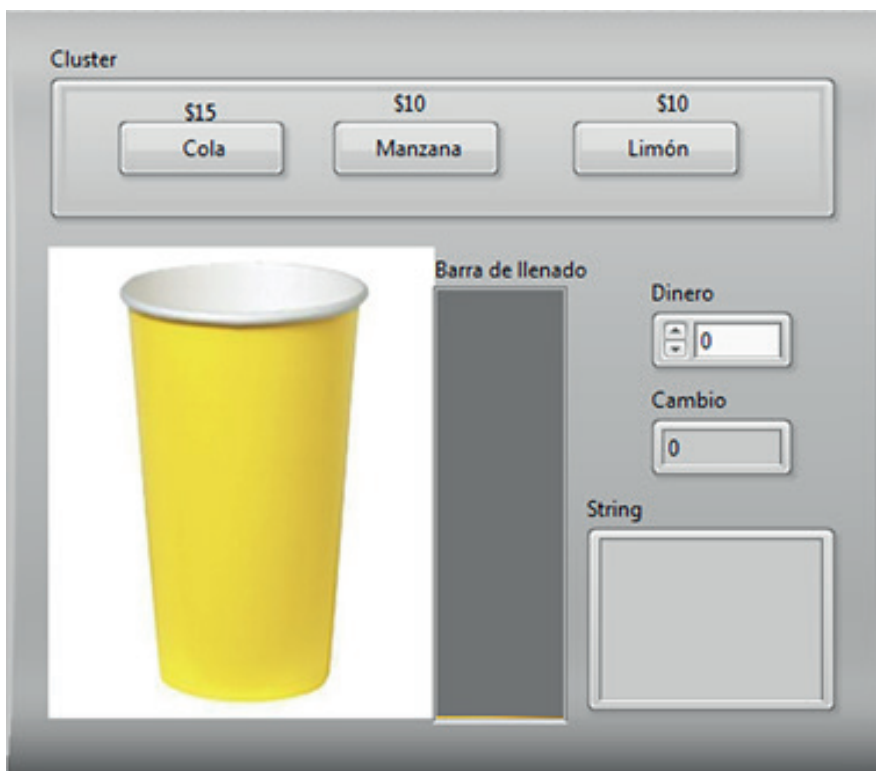 Cluster
$15
$10
$10
Cola
Manzana
Limón
Barra de llenado
Dinero
0
Cambio
0
String